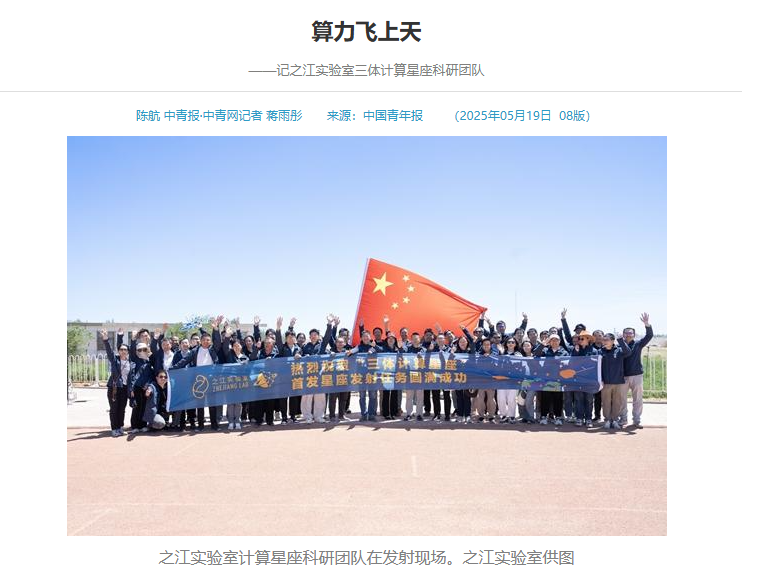 算力飞上天
——记之江实验室三体计算星座科研团队
陈航 中青报·中青网记者 蒋雨彤 来源：中国青年报 （2025年05月19日 08版）
之江实验室
ZHEJIANG LAB
热烈祝贺“三体计算星座”
首发星座发射任务圆满成功
之江实验室计算星座科研团队在发射现场。之江实验室供图